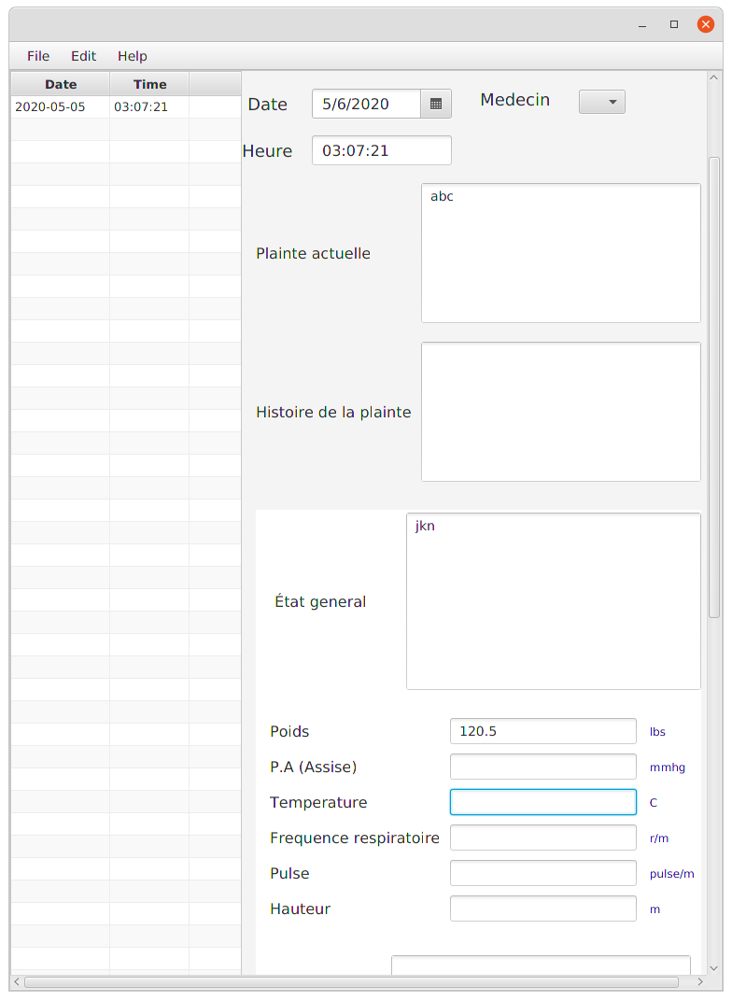 File Edit Help
Date Time
2020-05-05 03:07:21
Date 5/6/2020 Medecin
Heure 03:07:21
Plainte actuelle abc
Histoire de la plainte
État general jkn
Poids 120.5 lbs
P.A (Assise) mmhg
Temperature C
Frequence respiratoire r/m
Pulse pulse/m
Hauteur m